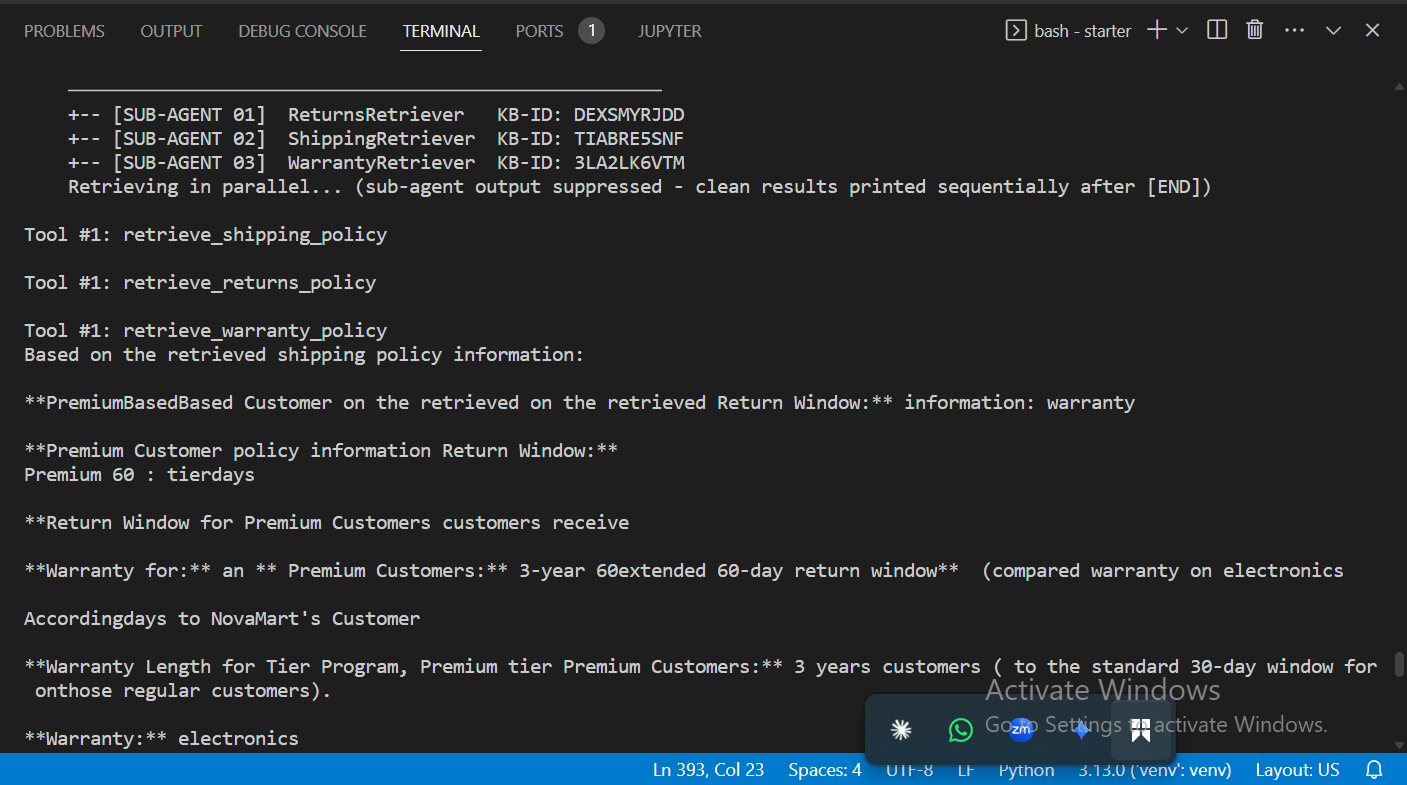 PROBLEMS OUTPUT DEBUG CONSOLE TERMINAL PORTS 1 JUPYTER bash - starter
+-- [SUB-AGENT 01]  ReturnsRetriever   KB-ID: DEXSMYRJDD
+-- [SUB-AGENT 02]  ShippingRetriever  KB-ID: TIABRE5SNF
+-- [SUB-AGENT 03]  WarrantyRetriever  KB-ID: 3LA2LK6VTM
Retrieving in parallel... (sub-agent output suppressed - clean results printed sequentially after [END])
Tool #1: retrieve_shipping_policy
Tool #1: retrieve_returns_policy
Tool #1: retrieve_warranty_policy
Based on the retrieved shipping policy information:
**PremiumBasedBased Customer on the retrieved on the retrieved Return Window:** information: warranty
**Premium Customer policy information Return Window:**
Premium 60 : tierdays
**Return Window for Premium Customers customers receive
**Warranty for:** an ** Premium Customers:** 3-year 60extended 60-day return window**  (compared warranty on electronics
Accordingdays to NovaMart's Customer
**Warranty Length for Tier Program, Premium tier Premium Customers:** 3 years customers ( to the standard 30-day window for
onthose regular customers).
Activate Windows
Go to Settings to activate Windows.
**Warranty:** electronics
zm
Ln 393, Col 23 Spaces: 4 UTF-8 LF Python 3.13.0 ('venv': venv) Layout: US